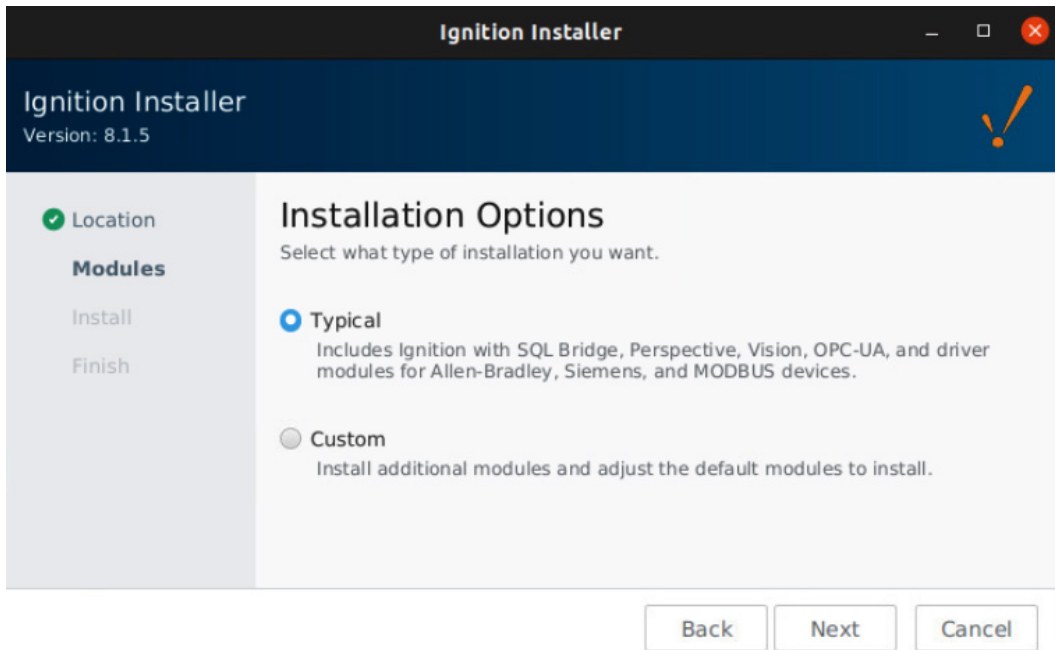 Ignition Installer
Ignition Installer
Version: 8.1.5
Location
Modules
Install
Finish
Installation Options
Select what type of installation you want.
Typical
Includes Ignition with SQL Bridge, Perspective, Vision, OPC-UA, and driver
modules for Allen-Bradley, Siemens, and MODBUS devices.
Custom
Install additional modules and adjust the default modules to install.
Back
Next
Cancel